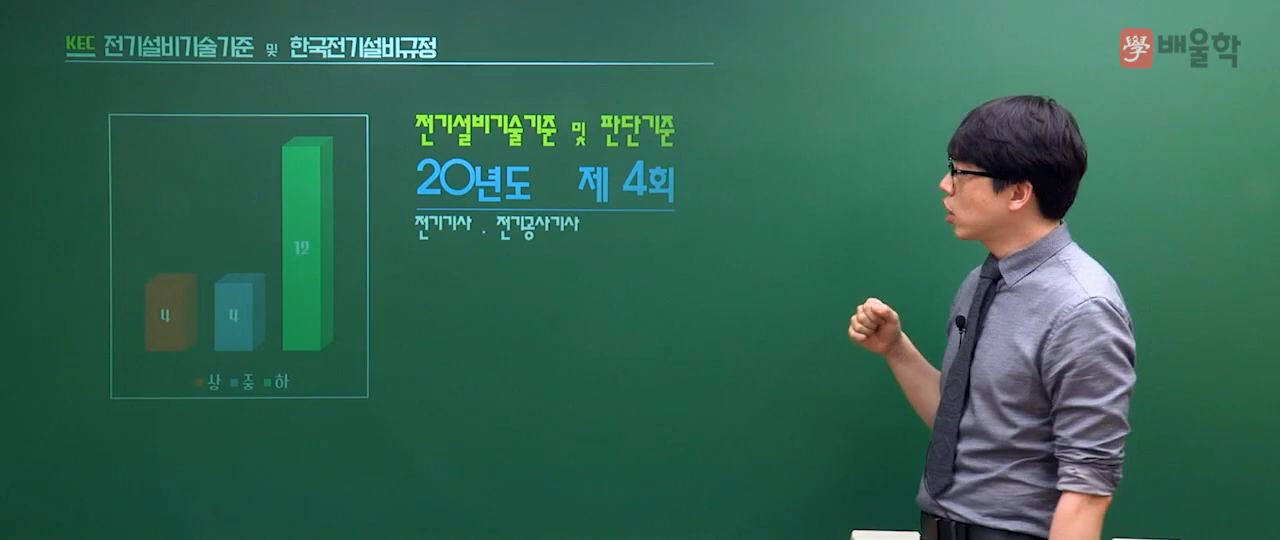 KEC 전기설비기술기준 및 한국전기설비규정
學 배울학
전기설비기술기준 및 판단기준
20년도 제 4회
전기기사 . 전기공사기사
12
4
4
상 중 하